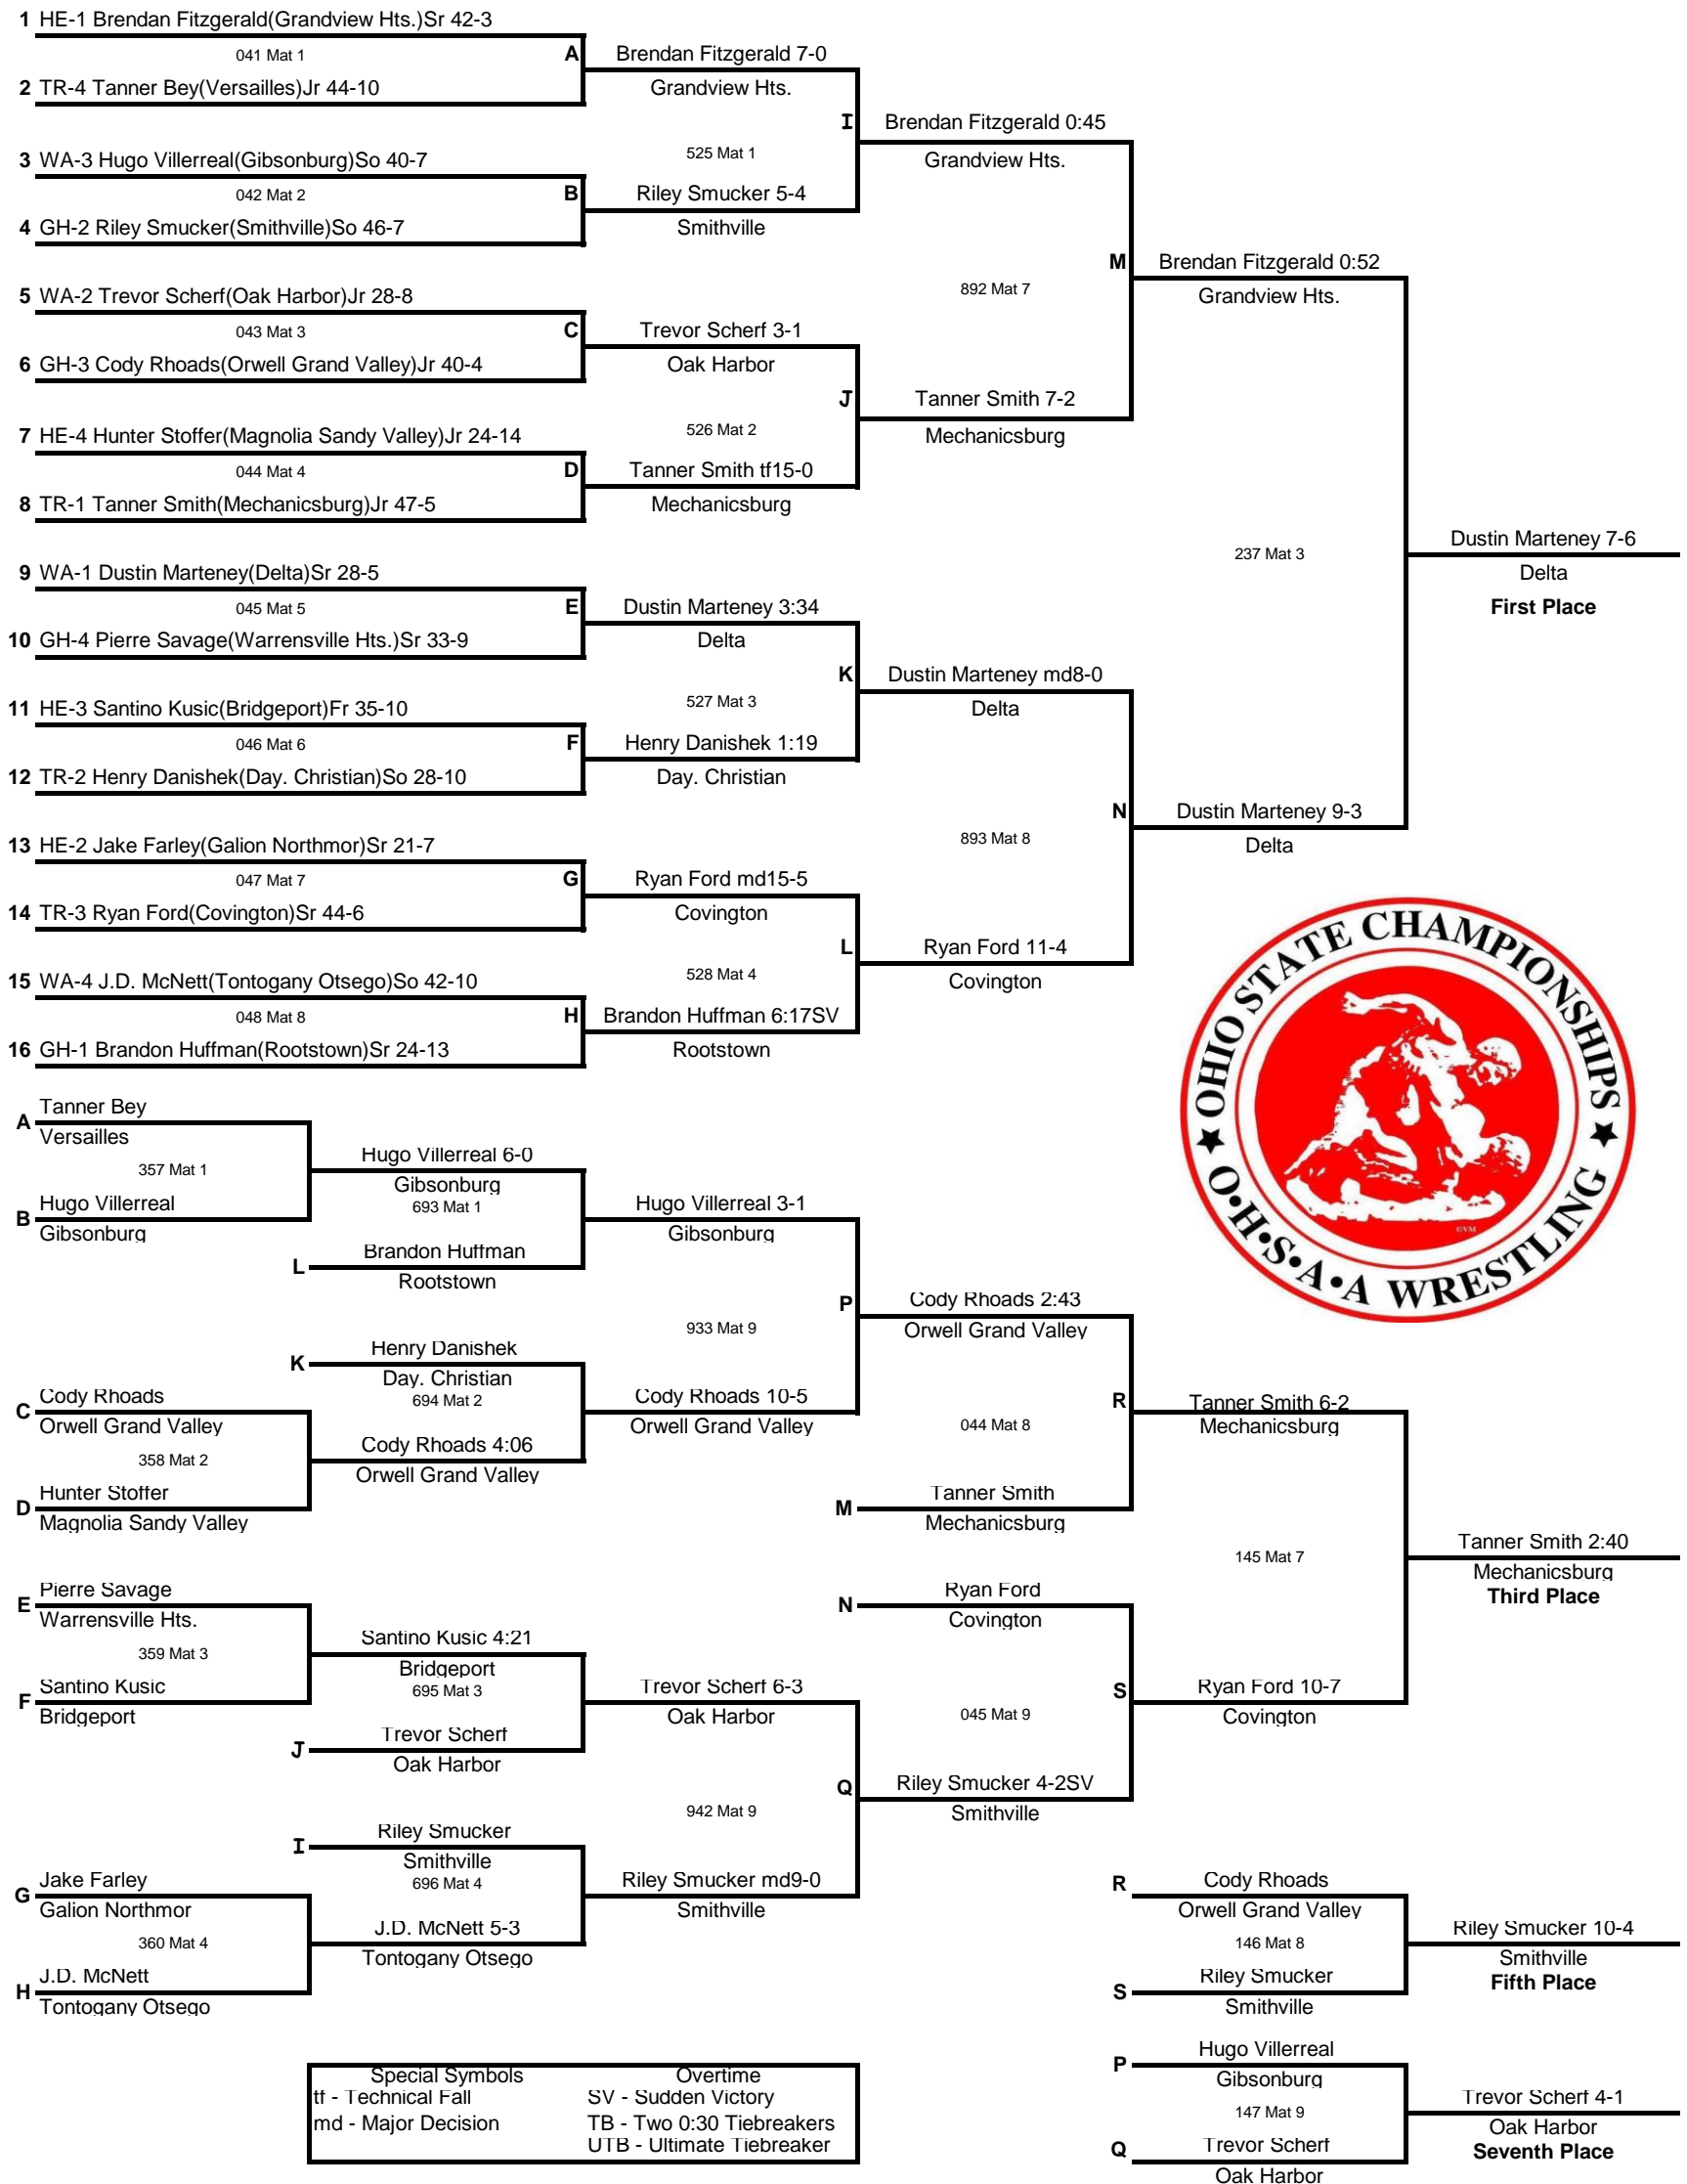 1 HE-1 Brendan Fitzgerald(Grandview Hts.)Sr 42-3
041 Mat 1
A
Brendan Fitzgerald 7-0
2 TR-4 Tanner Bey(Versailles)Jr 44-10
Grandview Hts.
I
Brendan Fitzgerald 0:45
3 WA-3 Hugo Villerreal(Gibsonburg)So 40-7
525 Mat 1
Grandview Hts.
042 Mat 2
B
Riley Smucker 5-4
4 GH-2 Riley Smucker(Smithville)So 46-7
Smithville
M
Brendan Fitzgerald 0:52
892 Mat 7
Grandview Hts.
5 WA-2 Trevor Scherf(Oak Harbor)Jr 28-8
043 Mat 3
C
Trevor Scherf 3-1
6 GH-3 Cody Rhoads(Orwell Grand Valley)Jr 40-4
Oak Harbor
J
Tanner Smith 7-2
7 HE-4 Hunter Stoffer(Magnolia Sandy Valley)Jr 24-14
526 Mat 2
Mechanicsburg
044 Mat 4
D
Tanner Smith tf15-0
8 TR-1 Tanner Smith(Mechanicsburg)Jr 47-5
Mechanicsburg
237 Mat 3
Dustin Marteney 7-6
Delta
First Place
9 WA-1 Dustin Marteney(Delta)Sr 28-5
045 Mat 5
E
Dustin Marteney 3:34
10 GH-4 Pierre Savage(Warrensville Hts.)Sr 33-9
Delta
K
Dustin Marteney md8-0
11 HE-3 Santino Kusic(Bridgeport)Fr 35-10
527 Mat 3
Delta
046 Mat 6
F
Henry Danishek 1:19
12 TR-2 Henry Danishek(Day. Christian)So 28-10
Day. Christian
N
Dustin Marteney 9-3
893 Mat 8
Delta
13 HE-2 Jake Farley(Galion Northmor)Sr 21-7
047 Mat 7
G
Ryan Ford md15-5
14 TR-3 Ryan Ford(Covington)Sr 44-6
Covington
L
Ryan Ford 11-4
15 WA-4 J.D. McNett(Tontogany Otsego)So 42-10
528 Mat 4
Covington
048 Mat 8
H
Brandon Huffman 6:17SV
16 GH-1 Brandon Huffman(Rootstown)Sr 24-13
Rootstown
★ OHIO STATE CHAMPIONSHIPS ★
O•H•S•A•A WRESTLING
©VM
A
Tanner Bey
Versailles
357 Mat 1
Hugo Villerreal 6-0
Gibsonburg
B
Hugo Villerreal
Gibsonburg
693 Mat 1
Hugo Villerreal 3-1
Gibsonburg
L
Brandon Huffman
Rootstown
P
Cody Rhoads 2:43
Orwell Grand Valley
933 Mat 9
K
Henry Danishek
Day. Christian
694 Mat 2
Cody Rhoads 10-5
Orwell Grand Valley
C
Cody Rhoads
Orwell Grand Valley
358 Mat 2
Cody Rhoads 4:06
Orwell Grand Valley
D
Hunter Stoffer
Magnolia Sandy Valley
044 Mat 8
R
Tanner Smith 6-2
Mechanicsburg
M
Tanner Smith
Mechanicsburg
145 Mat 7
Tanner Smith 2:40
Mechanicsburg
Third Place
E
Pierre Savage
Warrensville Hts.
359 Mat 3
Santino Kusic 4:21
Bridgeport
F
Santino Kusic
Bridgeport
695 Mat 3
Trevor Scherf 6-3
Oak Harbor
J
Trevor Scherf
Oak Harbor
N
Ryan Ford
Covington
045 Mat 9
S
Ryan Ford 10-7
Covington
942 Mat 9
Q
Riley Smucker 4-2SV
Smithville
I
Riley Smucker
Smithville
696 Mat 4
Riley Smucker md9-0
Smithville
G
Jake Farley
Galion Northmor
360 Mat 4
J.D. McNett 5-3
Tontogany Otsego
H
J.D. McNett
Tontogany Otsego
R
Cody Rhoads
Orwell Grand Valley
146 Mat 8
Riley Smucker 10-4
Smithville
Fifth Place
S
Riley Smucker
Smithville
P
Hugo Villerreal
Gibsonburg
147 Mat 9
Trevor Scherf 4-1
Oak Harbor
Seventh Place
Q
Trevor Scherf
Oak Harbor
Special Symbols Overtime
tf - Technical Fall SV - Sudden Victory
md - Major Decision TB - Two 0:30 Tiebreakers
UTB - Ultimate Tiebreaker